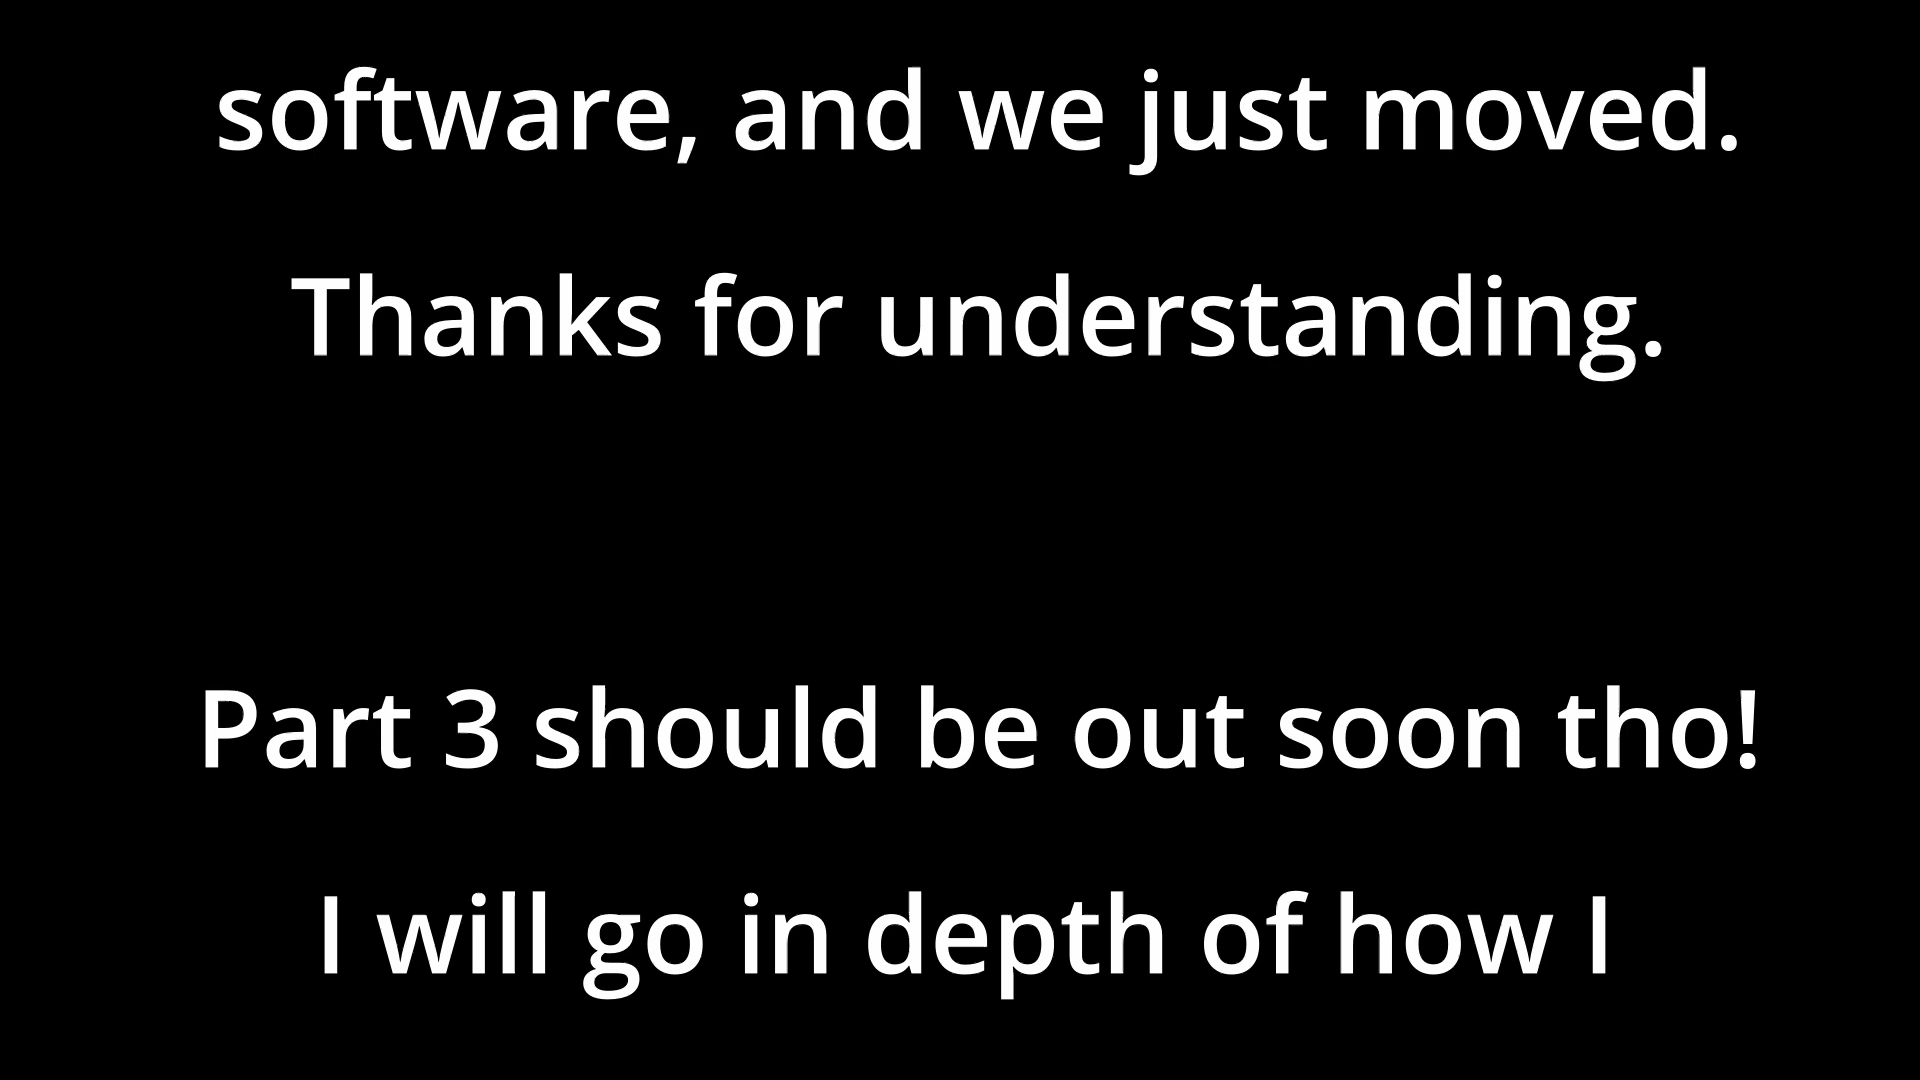 software, and we just moved.
Thanks for understanding.
Part 3 should be out soon tho!
I will go in depth of how I